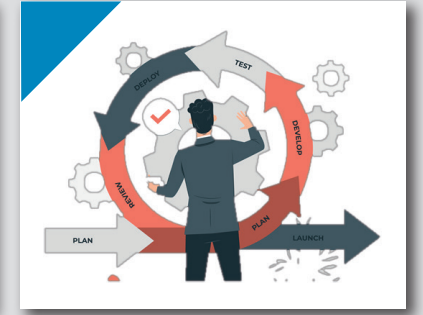 DEPLOY
TEST
DEVELOP
REVIEW
PLAN
PLAN
LAUNCH